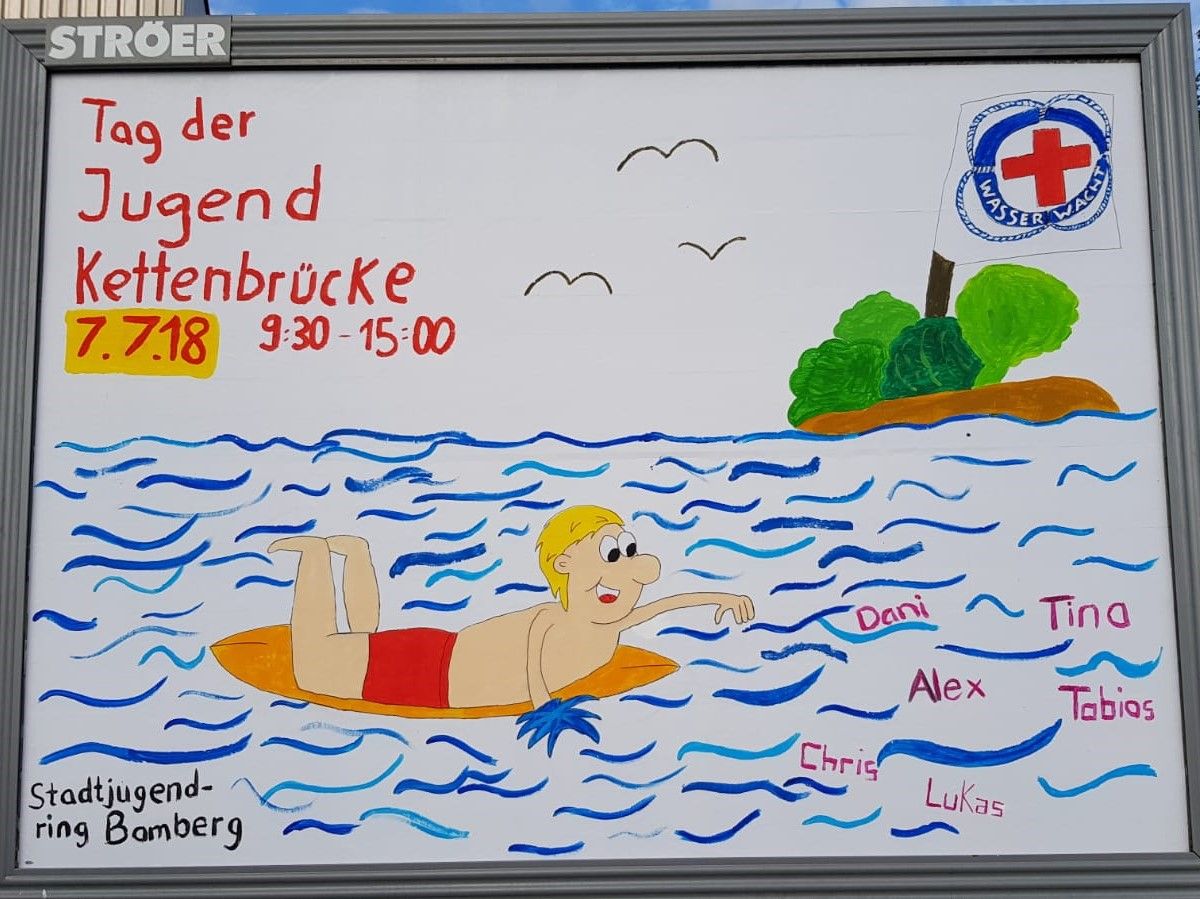 STRÖER
Tag der
Jugend
Kettenbrücke
7.7.18 9:30 - 15:00
WASSER WACHT
Dani
Tina
Alex
Tobias
Chris
Lukas
Stadtjugend-
ring Bamberg